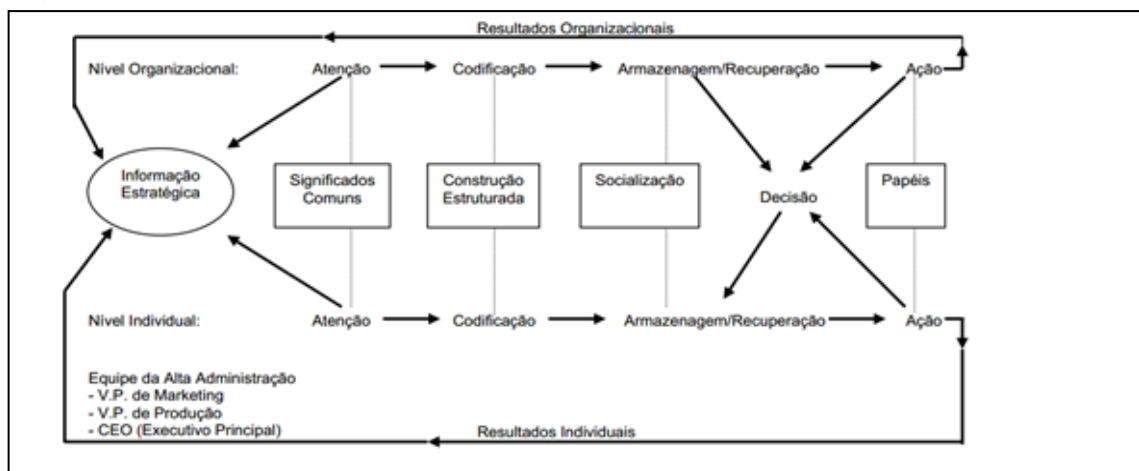 Resultados Organizacionais
Nível Organizacional:
Atenção
Codificação
Armazenagem/Recuperação
Ação
Informação
Estratégica
Significados
Comuns
Construção
Estruturada
Socialização
Decisão
Papéis
Nível Individual:
Atenção
Codificação
Armazenagem/Recuperação
Ação
Equipe da Alta Administração
- V.P. de Marketing
- V.P. de Produção
- CEO (Executivo Principal)
Resultados Individuais